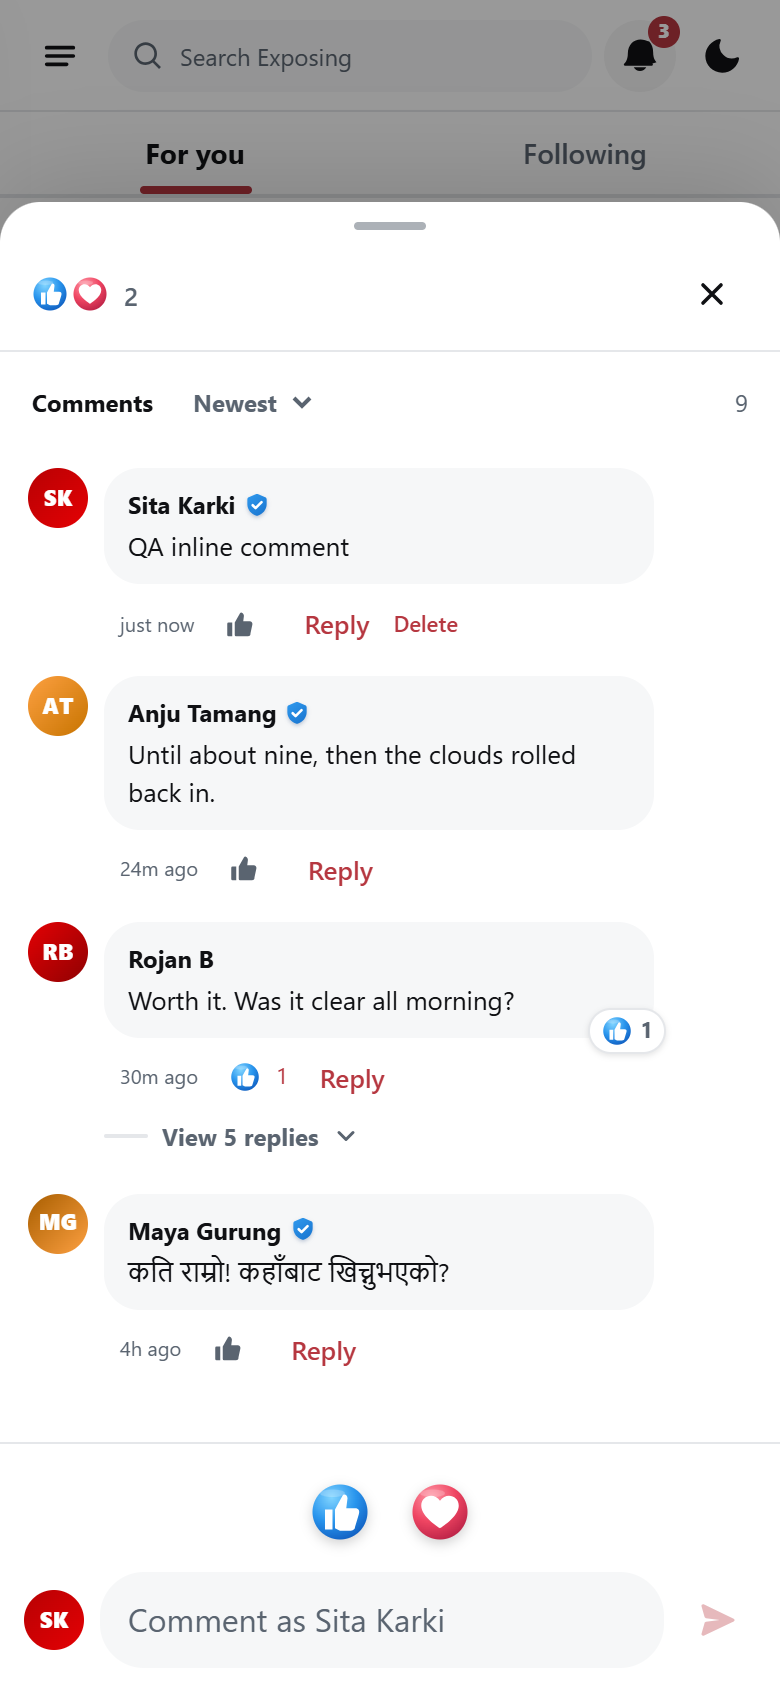 Search Exposing
3
For you
Following
2
Comments
Newest
9
SK
Sita Karki
QA inline comment
just now
Reply
Delete
AT
Anju Tamang
Until about nine, then the clouds rolled
back in.
24m ago
Reply
RB
Rojan B
Worth it. Was it clear all morning?
1
30m ago
1
Reply
View 5 replies
MG
Maya Gurung
कति राम्रो! कहाँबाट खिच्नुभएको?
4h ago
Reply
SK
Comment as Sita Karki